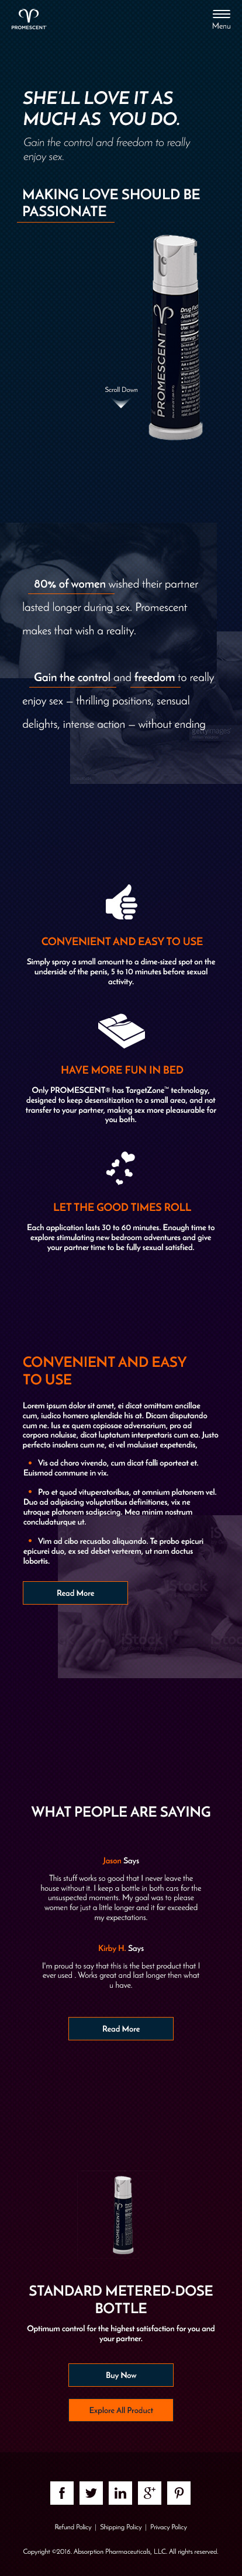 PROMESCENT
Menu
SHE'LL LOVE IT AS
MUCH AS YOU DO.
Gain the control and freedom to really
enjoy sex.
MAKING LOVE SHOULD BE
PASSIONATE
PROMESCENT
Scroll Down
80% of women wished their partner
lasted longer during sex. Promescent
makes that wish a reality.
Gain the control and freedom to really
enjoy sex – thrilling positions, sensual
delights, intense action – without ending
gettyimages
CONVENIENT AND EASY TO USE
Simply spray a small amount to a dime-sized spot on the
underside of the penis, 5 to 10 minutes before sexual
activity.
HAVE MORE FUN IN BED
Only PROMESCENT® has TargetZone™ technology,
designed to keep desensitization to a small area, and not
transfer to your partner, making sex more pleasurable for
you both.
LET THE GOOD TIMES ROLL
Each application lasts 30 to 60 minutes. Enough time to
explore stimulating new bedroom adventures and give
your partner time to be fully sexual satisfied.
CONVENIENT AND EASY
TO USE
Lorem ipsum dolor sit amet, ei dicat omittam ancillae
cum, iudico homero splendide his at. Dicam disputando
cum ne. Ius ex quem copiosae adversarium, pro ad
corpora noluisse, dicat luptatum interpretaris cum ea. Justo
perfecto insolens cum ne, ei vel maluisset expetendis,
• Vis ad choro viverdo, cum dicat falli oporteat et.
Euismod commune in vix.
• Pro et quod vituperatoribus, at omnium platonem vel.
Duo ad adipiscing voluptatibus definitiones, vix ne
utroque platonem sadipscing. Mea minim nostrum
concludaturque ut.
• Vim ad cibo recusabo aliquando. Te probo epicuri
epicurei duo, ex sed debet verterem, ut nam doctus
lobortis.
iStock
Read More
iStock
WHAT PEOPLE ARE SAYING
Jason Says
This stuff works so good that I never leave the
house without it. I keep a bottle in both cars for the
unsuspected moments. My goal was to please
women for just a little longer and it far exceeded
my expectations.
Kirby H. Says
I'm proud to say that this is the best product that I
ever used . Works great and last longer then what
u have.
Read More
PROMESCENT
STANDARD METERED-DOSE
BOTTLE
Optimum control for the highest satisfaction for you and
your partner.
Buy Now
Explore All Product
Refund Policy | Shipping Policy | Privacy Policy
Copyright ©2016. Absorption Pharmaceuticals, LLC. All rights reserved.